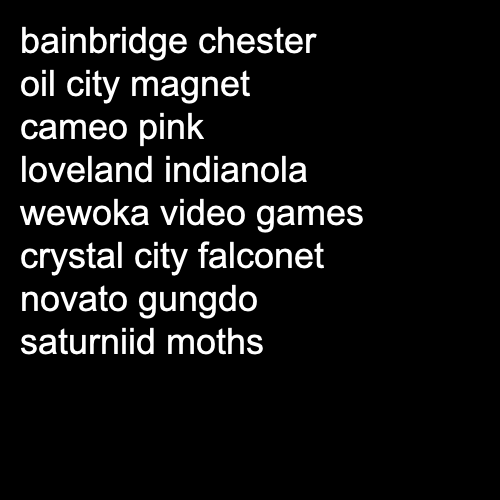 bainbridge chester
oil city magnet
cameo pink
loveland indianola
wewoka video games
crystal city falconet
novato gungdo
saturniid moths